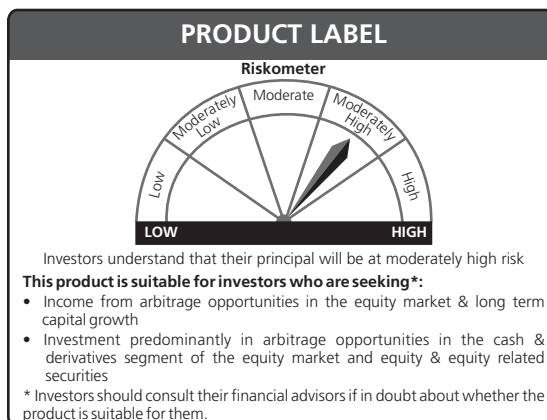 PRODUCT LABEL
Riskometer
Low
Moderately
Low
Moderate
Moderately
High
High
LOW
HIGH
Investors understand that their principal will be at moderately high risk
This product is suitable for investors who are seeking*:
• Income from arbitrage opportunities in the equity market & long term
capital growth
• Investment predominantly in arbitrage opportunities in the cash &
derivatives segment of the equity market and equity & equity related
securities
* Investors should consult their financial advisors if in doubt about whether the
product is suitable for them.